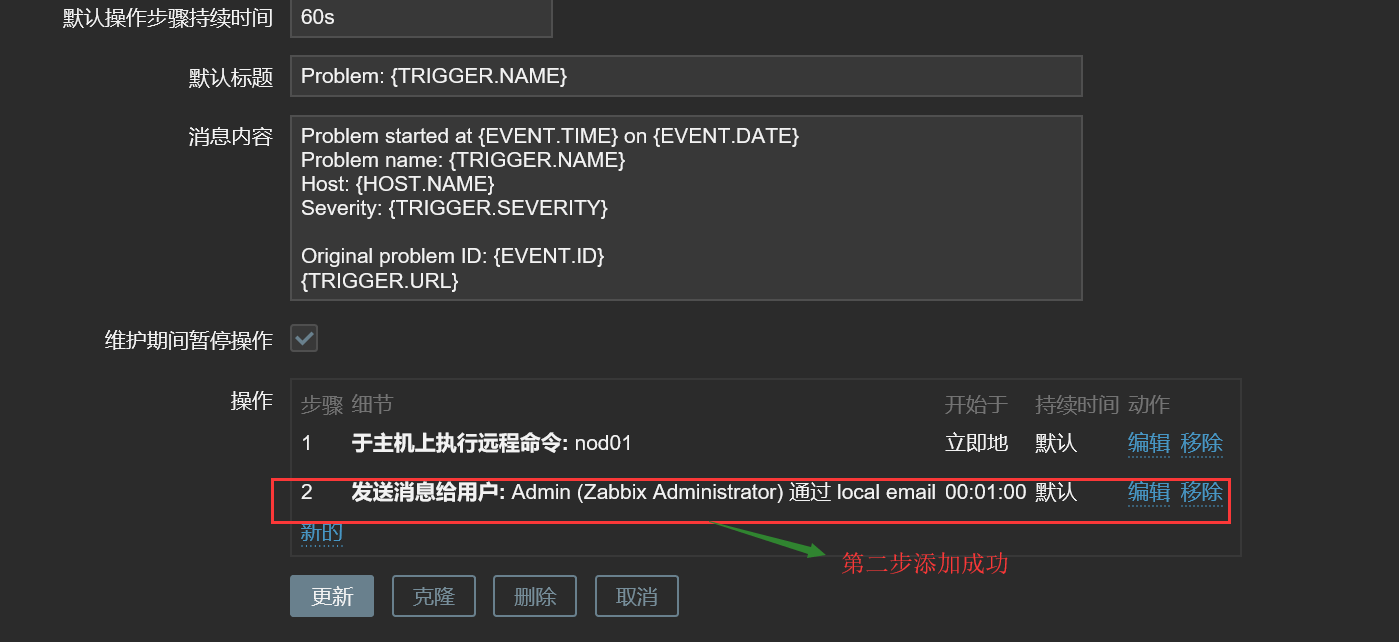 默认操作步骤持续时间 60s
默认标题 Problem: {TRIGGER.NAME}
消息内容 Problem started at {EVENT.TIME} on {EVENT.DATE}
Problem name: {TRIGGER.NAME}
Host: {HOST.NAME}
Severity: {TRIGGER.SEVERITY}
Original problem ID: {EVENT.ID}
{TRIGGER.URL}
维护期间暂停操作
操作 步骤 细节 开始于 持续时间 动作
1 于主机上执行远程命令: nod01 立即地 默认 编辑 移除
2 发送消息给用户: Admin (Zabbix Administrator) 通过 local email 00:01:00 默认 编辑 移除
新的
第二步添加成功
更新 克隆 删除 取消